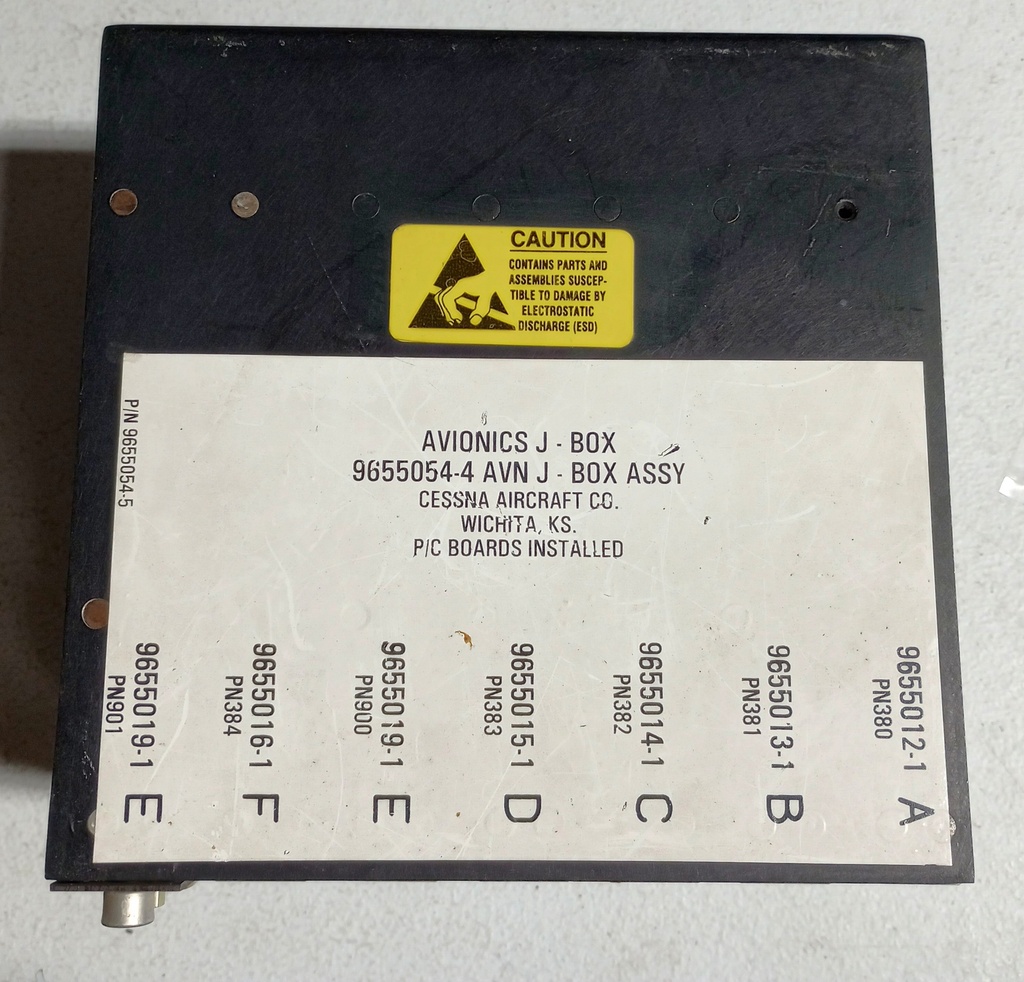 CAUTION
CONTAINS PARTS AND
ASSEMBLIES SUSCEP-
TIBLE TO DAMAGE BY
ELECTROSTATIC
DISCHARGE (ESD)
P/N 9655054-5
AVIONICS J - BOX
9655054-4 AVN J - BOX ASSY
CESSNA AIRCRAFT CO.
WICHITA, KS.
P/C BOARDS INSTALLED
9655019-1 E
PN901
9655016-1 F
PN384
9655019-1 E
PN900
9655015-1 D
PN383
9655014-1 C
PN382
9655013-1 B
PN381
9655012-1 A
PN380